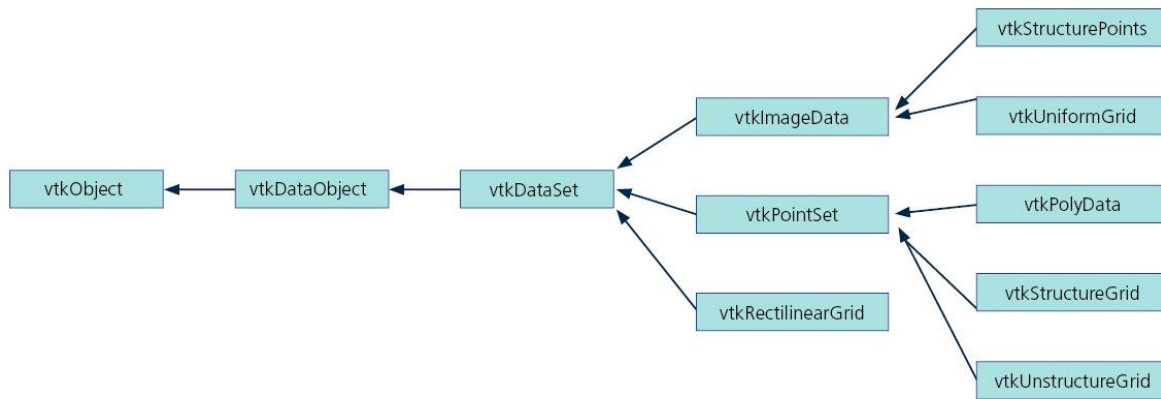 vtkStructurePoints
vtkImageData
vtkUniformGrid
vtkObject
vtkDataObject
vtkDataSet
vtkPointSet
vtkPolyData
vtkStructureGrid
vtkRectilinearGrid
vtkUnstructureGrid